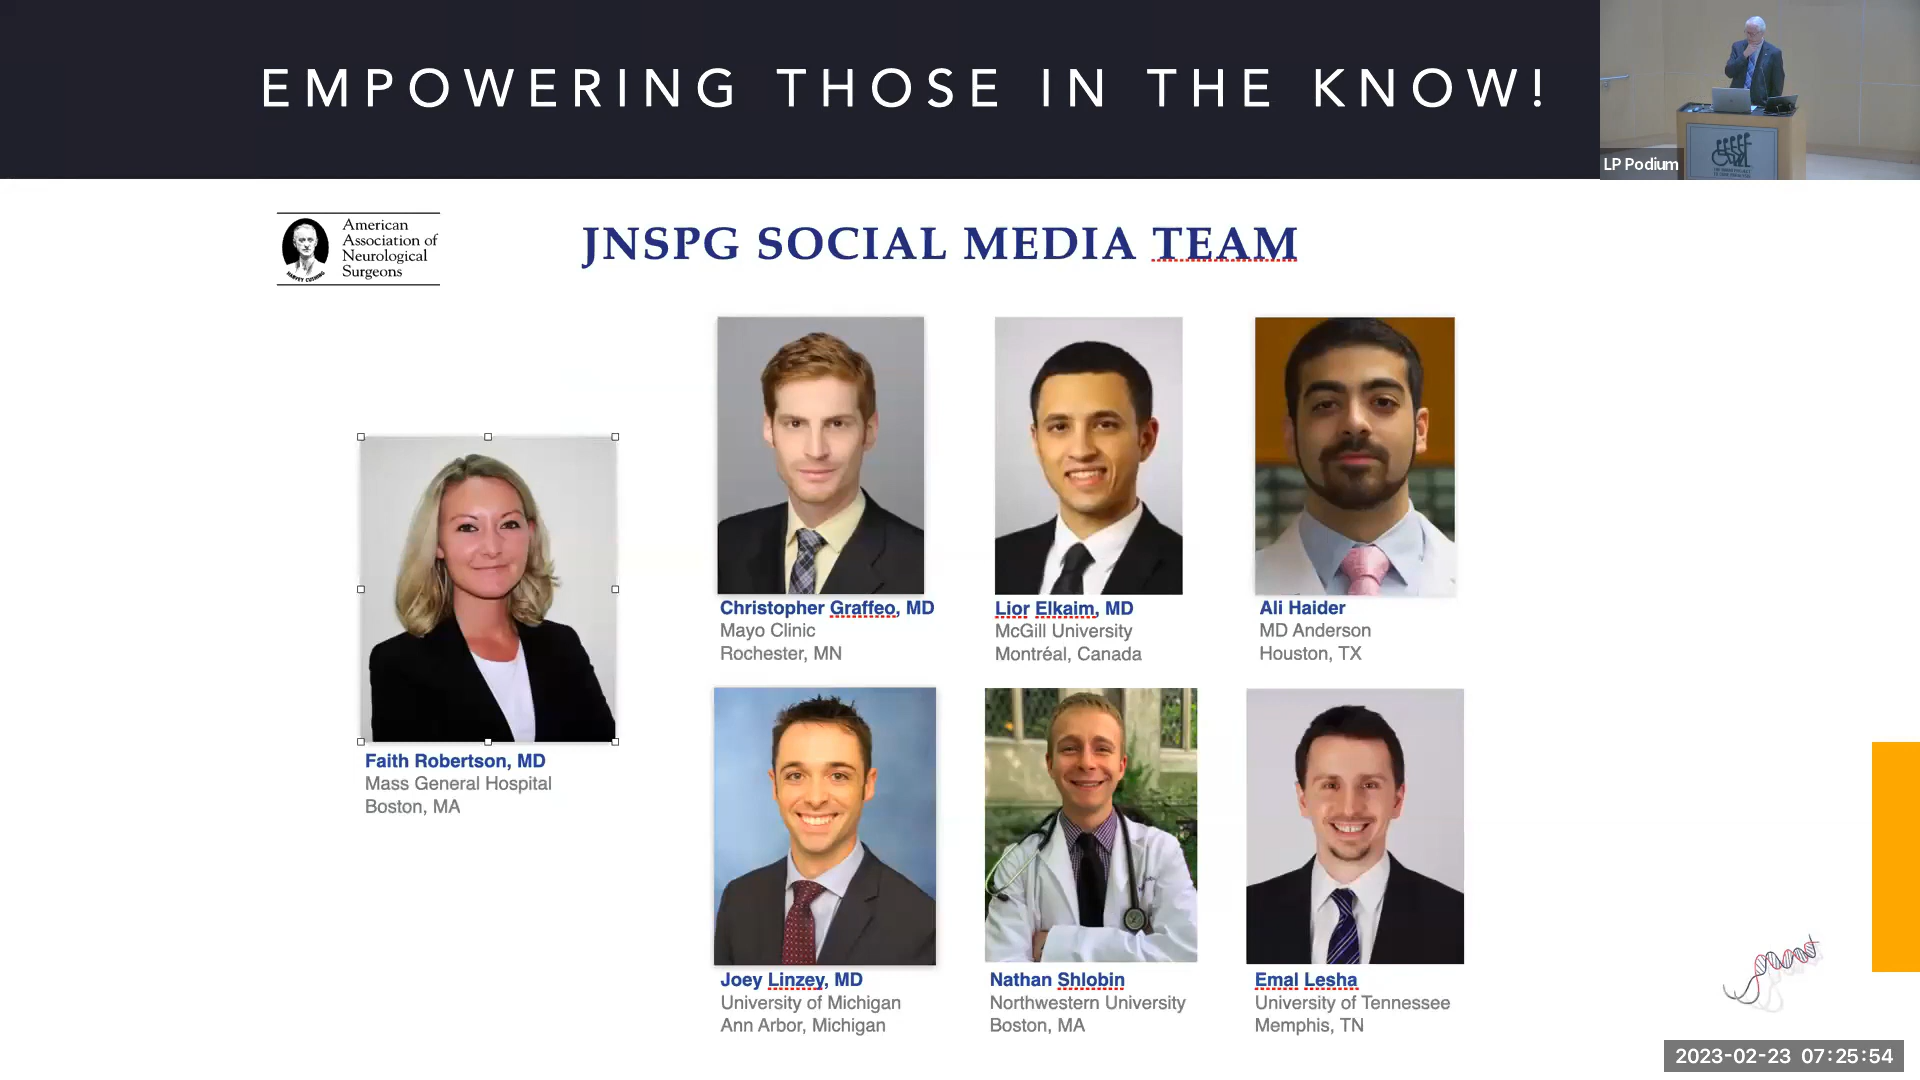 EMPOWERING THOSE IN THE KNOW!
LP Podium
American
Association of
Neurological
Surgeons
HARVEY CUSHING
JNSPG SOCIAL MEDIA TEAM
Christopher Graffeo, MD
Mayo Clinic
Rochester, MN
Lior Elkaim, MD
McGill University
Montréal, Canada
Ali Haider
MD Anderson
Houston, TX
Faith Robertson, MD
Mass General Hospital
Boston, MA
Joey Linzey, MD
University of Michigan
Ann Arbor, Michigan
Nathan Shlobin
Northwestern University
Boston, MA
Emal Lesha
University of Tennessee
Memphis, TN
2023-02-23 07:25:54